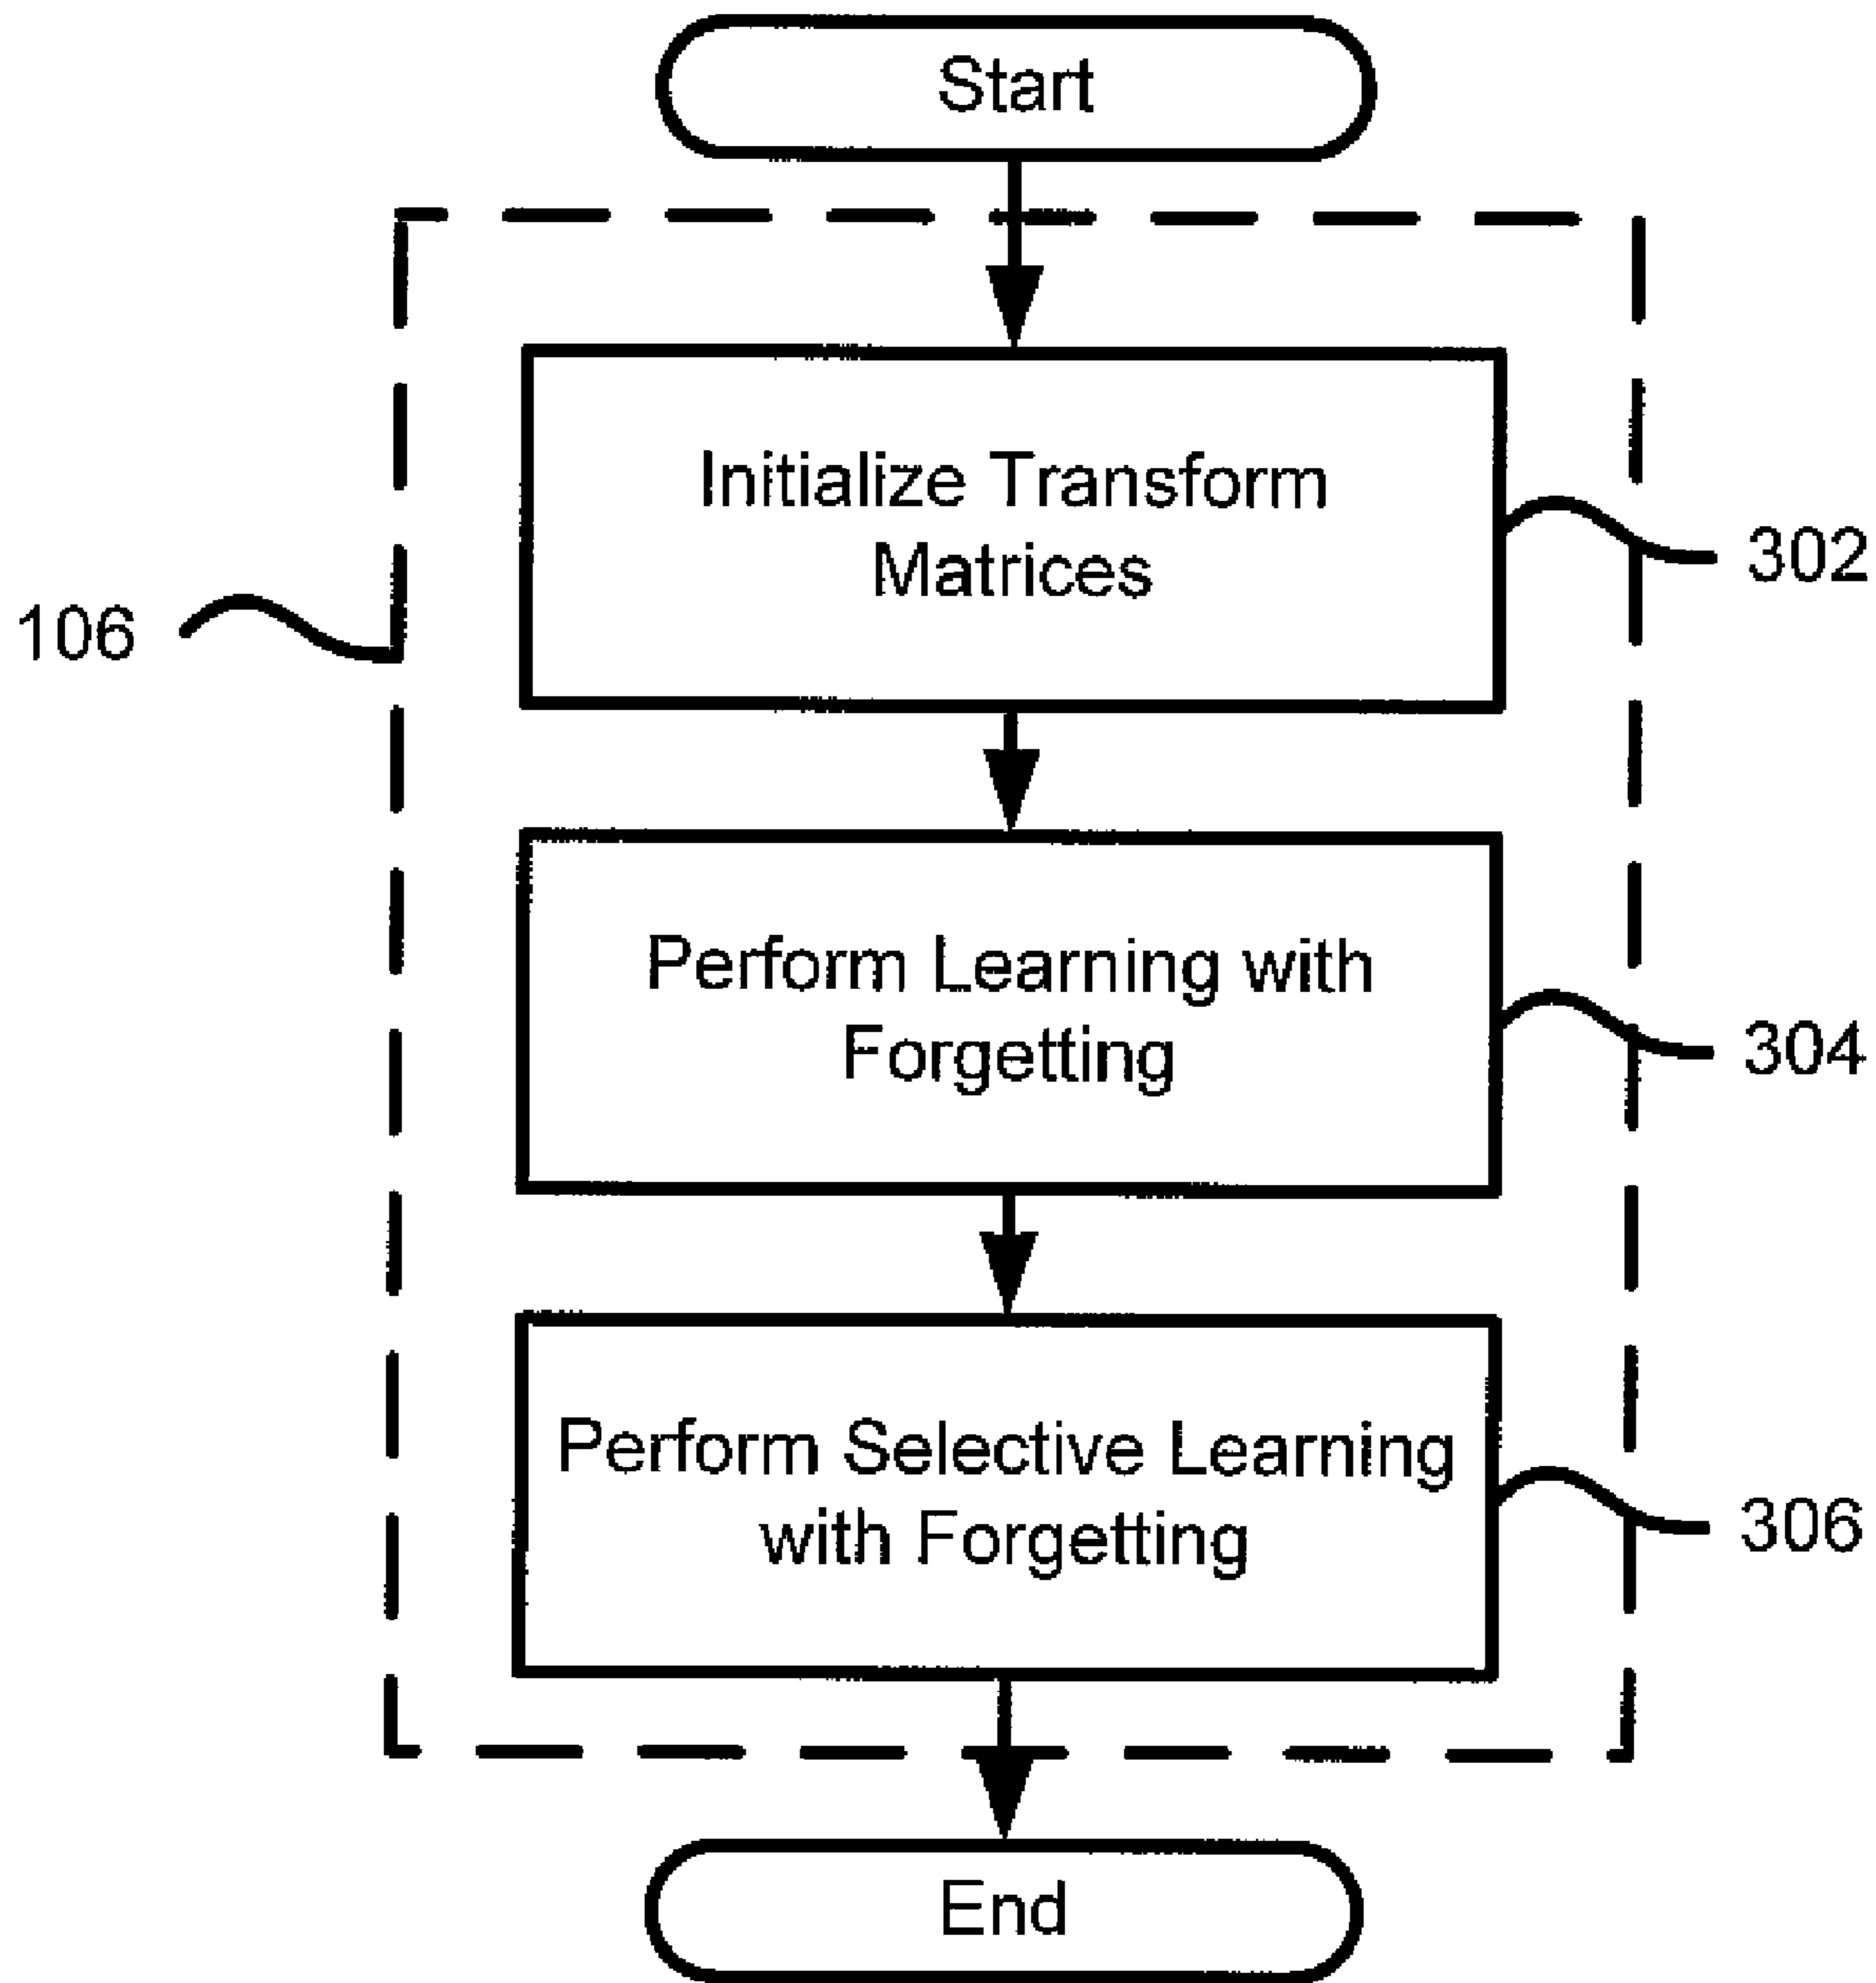 Start
Initialize Transform
Matrices
302
106
Perform Learning with
Forgetting
304
Perform Selective Learning
with Forgetting
306
End